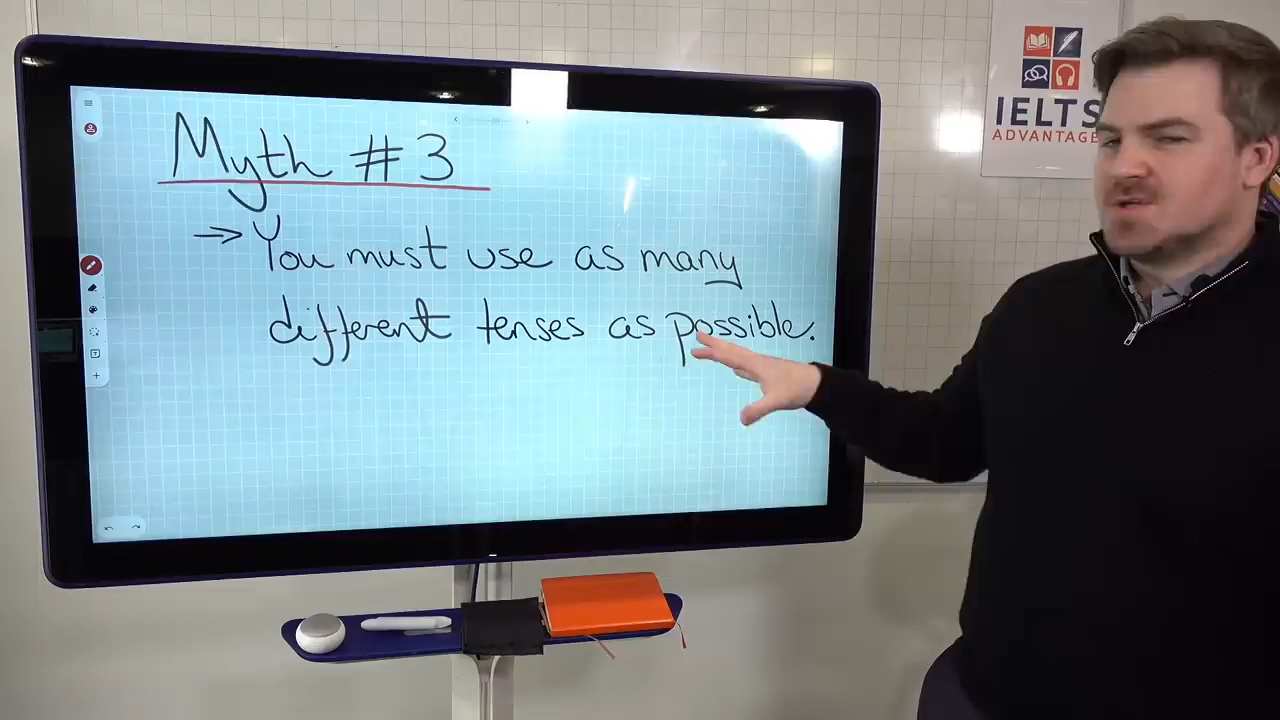 Myth #3
→ You must use as many
different tenses as possible.
IELTS
ADVANTAGE